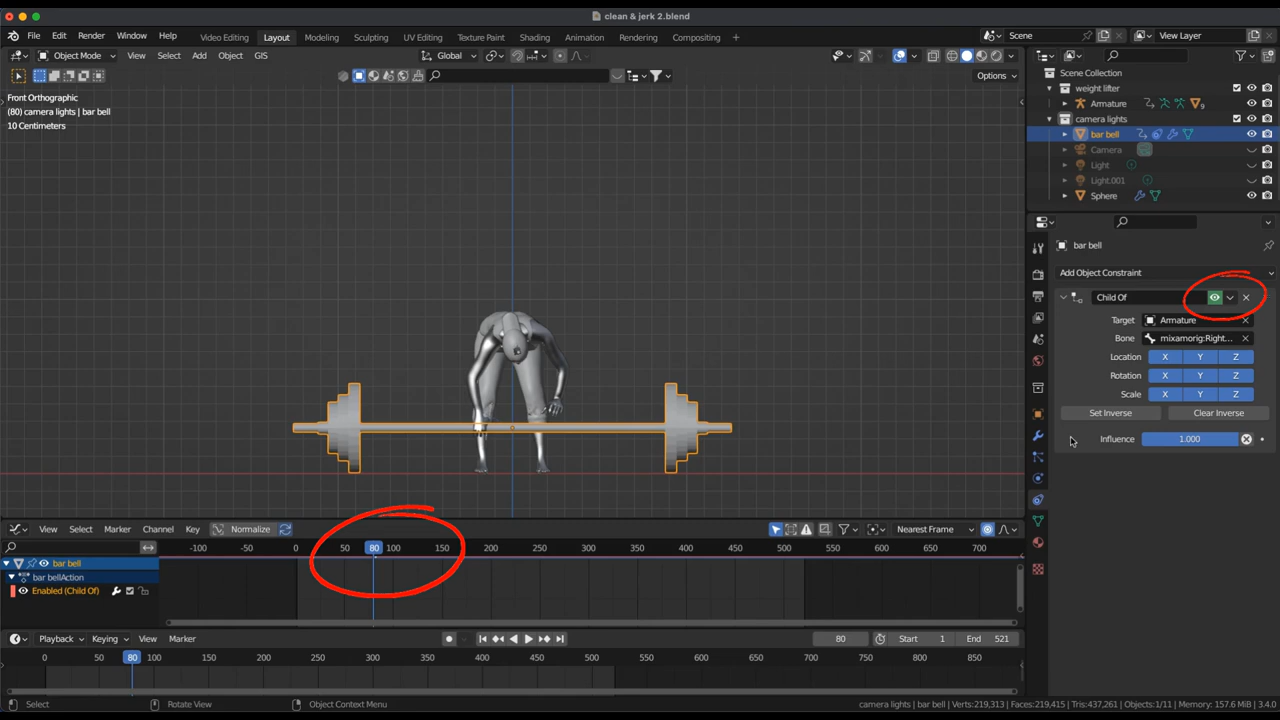 clean & jerk 2.blend
File Edit Render Window Help Video Editing Layout Modeling Sculpting UV Editing Texture Paint Shading Animation Rendering Compositing Scene View Layer
Object Mode View Select Add Object GIS Global
Options
Front Orthographic
(80) camera lights | bar bell
10 Centimeters
Scene Collection
weight lifter
Armature 9
camera lights
bar bell
Camera
Light
Light.001
Sphere
bar bell
Add Object Constraint
Child Of
Target Armature
Bone mixamorig:Right...
Location X Y Z
Rotation X Y Z
Scale X Y Z
Set Inverse Clear Inverse
Influence 1.000
View Select Marker Channel Key Normalize Nearest Frame
-100 0 50 80 100 150 200 250 300 350 400 450 500 550 600 650 700
bar bell
bar bellAction
Enabled (Child Of)
Playback Keying View Marker 80 Start 1 End 521
0 50 80 100 150 200 250 300 350 400 450 500 550 600 650 700 750 800 850
Select Rotate View Object Context Menu camera lights | bar bell | Verts:219,313 | Faces:219,415 | Tris:437,261 | Objects:1/11 | Memory: 157.6 MiB | 3.4.0